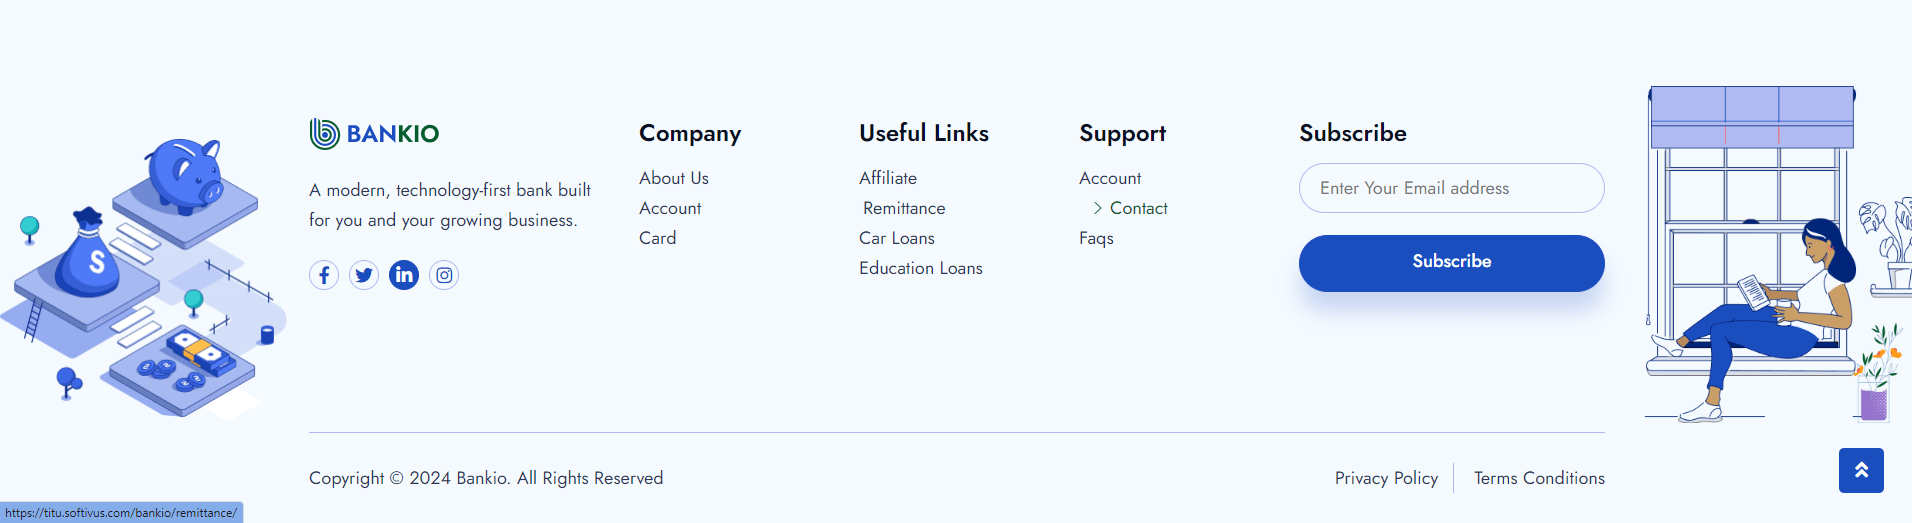 BANKIO
A modern, technology-first bank built
for you and your growing business.
Company
About Us
Account
Card
Useful Links
Affiliate
Remittance
Car Loans
Education Loans
Support
Account
Contact
Faqs
Subscribe
Enter Your Email address
Subscribe
Copyright © 2024 Bankio. All Rights Reserved
Privacy Policy
Terms Conditions
https://titu.softivus.com/bankio/remittance/